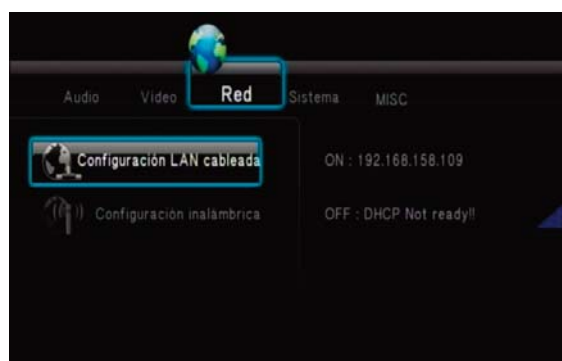 Audio Video Red Sistema MISC
Configuración LAN cableada ON : 192.168.158.109
Configuración inalámbrica OFF : DHCP Not ready!!